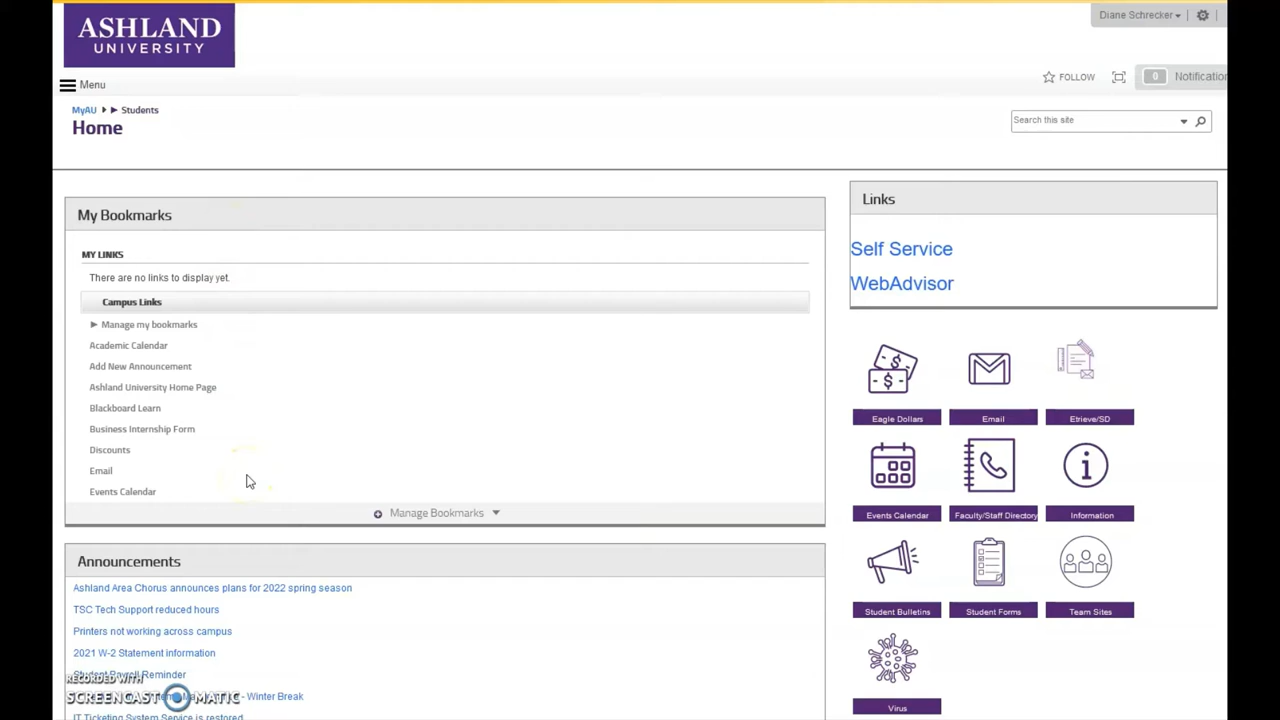 ASHLAND
UNIVERSITY
Diane Schrecker
Menu
FOLLOW
0
Notificatio
MyAU
Students
Home
Search this site
My Bookmarks
MY LINKS
There are no links to display yet.
Campus Links
Manage my bookmarks
Academic Calendar
Add New Announcement
Ashland University Home Page
Blackboard Learn
Business Internship Form
Discounts
Email
Events Calendar
Manage Bookmarks
Announcements
Ashland Area Chorus announces plans for 2022 spring season
TSC Tech Support reduced hours
Printers not working across campus
2021 W-2 Statement information
Student Payroll Reminder
- Winter Break
IT Ticketing System Service is restored
RECORDED WITH
SCREENCAST MATIC
Links
Self Service
WebAdvisor
Eagle Dollars
Email
Etrieve/SD
Events Calendar
Faculty/Staff Directory
Information
Student Bulletins
Student Forms
Team Sites
Virus